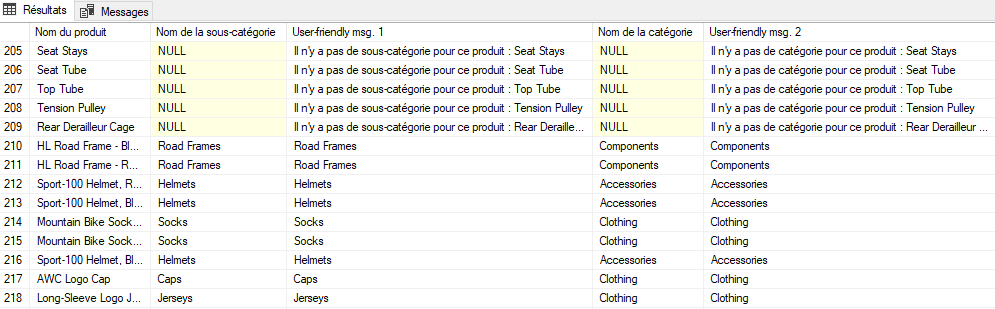 Résultats Messages
Nom du produit Nom de la sous-catégorie User-friendly msg. 1 Nom de la catégorie User-friendly msg. 2
205 Seat Stays NULL Il n'y a pas de sous-catégorie pour ce produit : Seat Stays NULL Il n'y a pas de catégorie pour ce produit : Seat Stays
206 Seat Tube NULL Il n'y a pas de sous-catégorie pour ce produit : Seat Tube NULL Il n'y a pas de catégorie pour ce produit : Seat Tube
207 Top Tube NULL Il n'y a pas de sous-catégorie pour ce produit : Top Tube NULL Il n'y a pas de catégorie pour ce produit : Top Tube
208 Tension Pulley NULL Il n'y a pas de sous-catégorie pour ce produit : Tension Pulley NULL Il n'y a pas de catégorie pour ce produit : Tension Pulley
209 Rear Derailleur Cage NULL Il n'y a pas de sous-catégorie pour ce produit : Rear Deraille... NULL Il n'y a pas de catégorie pour ce produit : Rear Derailleur ...
210 HL Road Frame - Bl... Road Frames Road Frames Components Components
211 HL Road Frame - R... Road Frames Road Frames Components Components
212 Sport-100 Helmet, R... Helmets Helmets Accessories Accessories
213 Sport-100 Helmet, Bl... Helmets Helmets Accessories Accessories
214 Mountain Bike Sock... Socks Socks Clothing Clothing
215 Mountain Bike Sock... Socks Socks Clothing Clothing
216 Sport-100 Helmet, Bl... Helmets Helmets Accessories Accessories
217 AWC Logo Cap Caps Caps Clothing Clothing
218 Long-Sleeve Logo J... Jerseys Jerseys Clothing Clothing